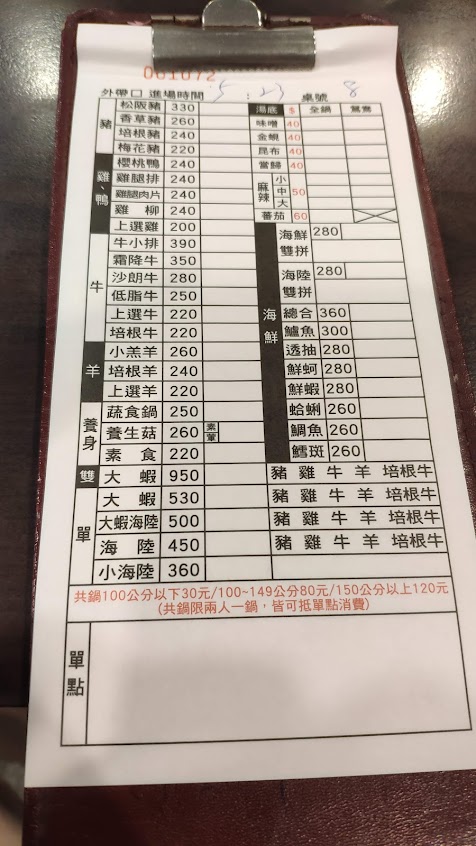 001072
外帶口 進場時間 5:23 桌號 8
豬
松阪豬 330
香草豬 260
培根豬 240
梅花豬 220
雞、鴨
櫻桃鴨 240
雞腿排 240
雞腿肉片 240
雞柳 240
上選雞 200
牛
牛小排 390
霜降牛 350
沙朗牛 280
低脂牛 250
上選牛 220
培根牛 220
羊
小羔羊 260
培根羊 240
上選羊 220
養身
蔬食鍋 250
養生菇 260 素 葷
素食 220
雙
大蝦 950
單
大蝦 530
大蝦海陸 500
海陸 450
小海陸 360
湯底 $ 全鍋 鴛鴦
味噌 40
金蜆 40
昆布 40
當歸 40
麻辣 小 中 大 50
蕃茄 60
海鮮
海鮮雙拼 280
海陸雙拼 280
總合 360
鱸魚 300
透抽 280
鮮蚵 280
鮮蝦 280
蛤蜊 260
鯛魚 260
鱈斑 260
豬 雞 牛 羊 培根牛
豬 雞 牛 羊 培根牛
豬 雞 牛 羊 培根牛
豬 雞 牛 羊 培根牛
共鍋100公分以下30元/100~149公分80元/150公分以上120元
(共鍋限兩人一鍋，皆可抵單點消費)
單點